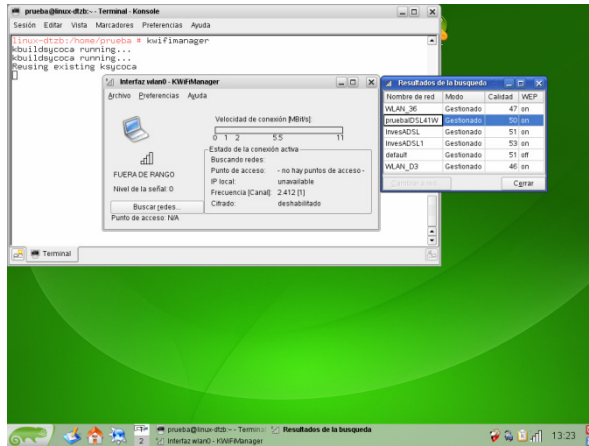 prueba@linux-dtzb:~ - Terminal - Konsole
Sesión Editar Vista Marcadores Preferencias Ayuda
linux-dtzb:/home/prueba # kwifimanager
kbuildsycoca running...
kbuildsycoca running...
Reusing existing ksycoca
Interfaz wlan0 - KWiFiManager
Archivo Preferencias Ayuda
Velocidad de conexión [MBit/s]:
0 1 2 5.5 11
Estado de la conexión activa
Buscando redes:
Punto de acceso: - no hay puntos de acceso -
IP local: unavailable
Frecuencia [Canal]: 2.412 [1]
Cifrado: deshabilitado
FUERA DE RANGO
Nivel de la señal: 0
Buscar redes...
Punto de acceso: N/A
Resultados de la busqueda
Nombre de red Modo Calidad WEP
WLAN_36 Gestionado 47 on
pruebaIDSL41W Gestionado 50 on
InvesADSL Gestionado 51 on
InvesADSL1 Gestionado 53 on
default Gestionado 51 off
WLAN_D3 Gestionado 46 on
Cerrar
Terminal
2
prueba@linux-dtzb:~ - Terminal
Resultados de la busqueda
Interfaz wlan0 - KWiFiManager
13:23